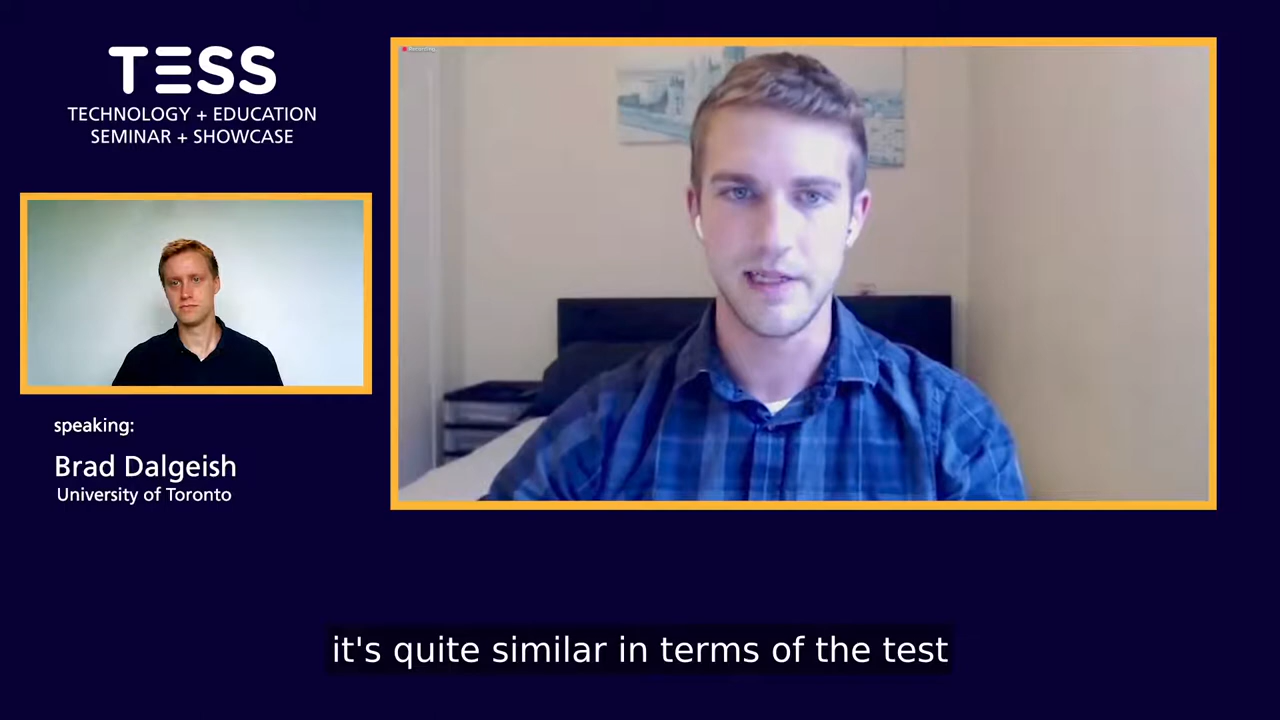 TESS
TECHNOLOGY + EDUCATION
SEMINAR + SHOWCASE
Recording
speaking:
Brad Dalgeish
University of Toronto
it's quite similar in terms of the test